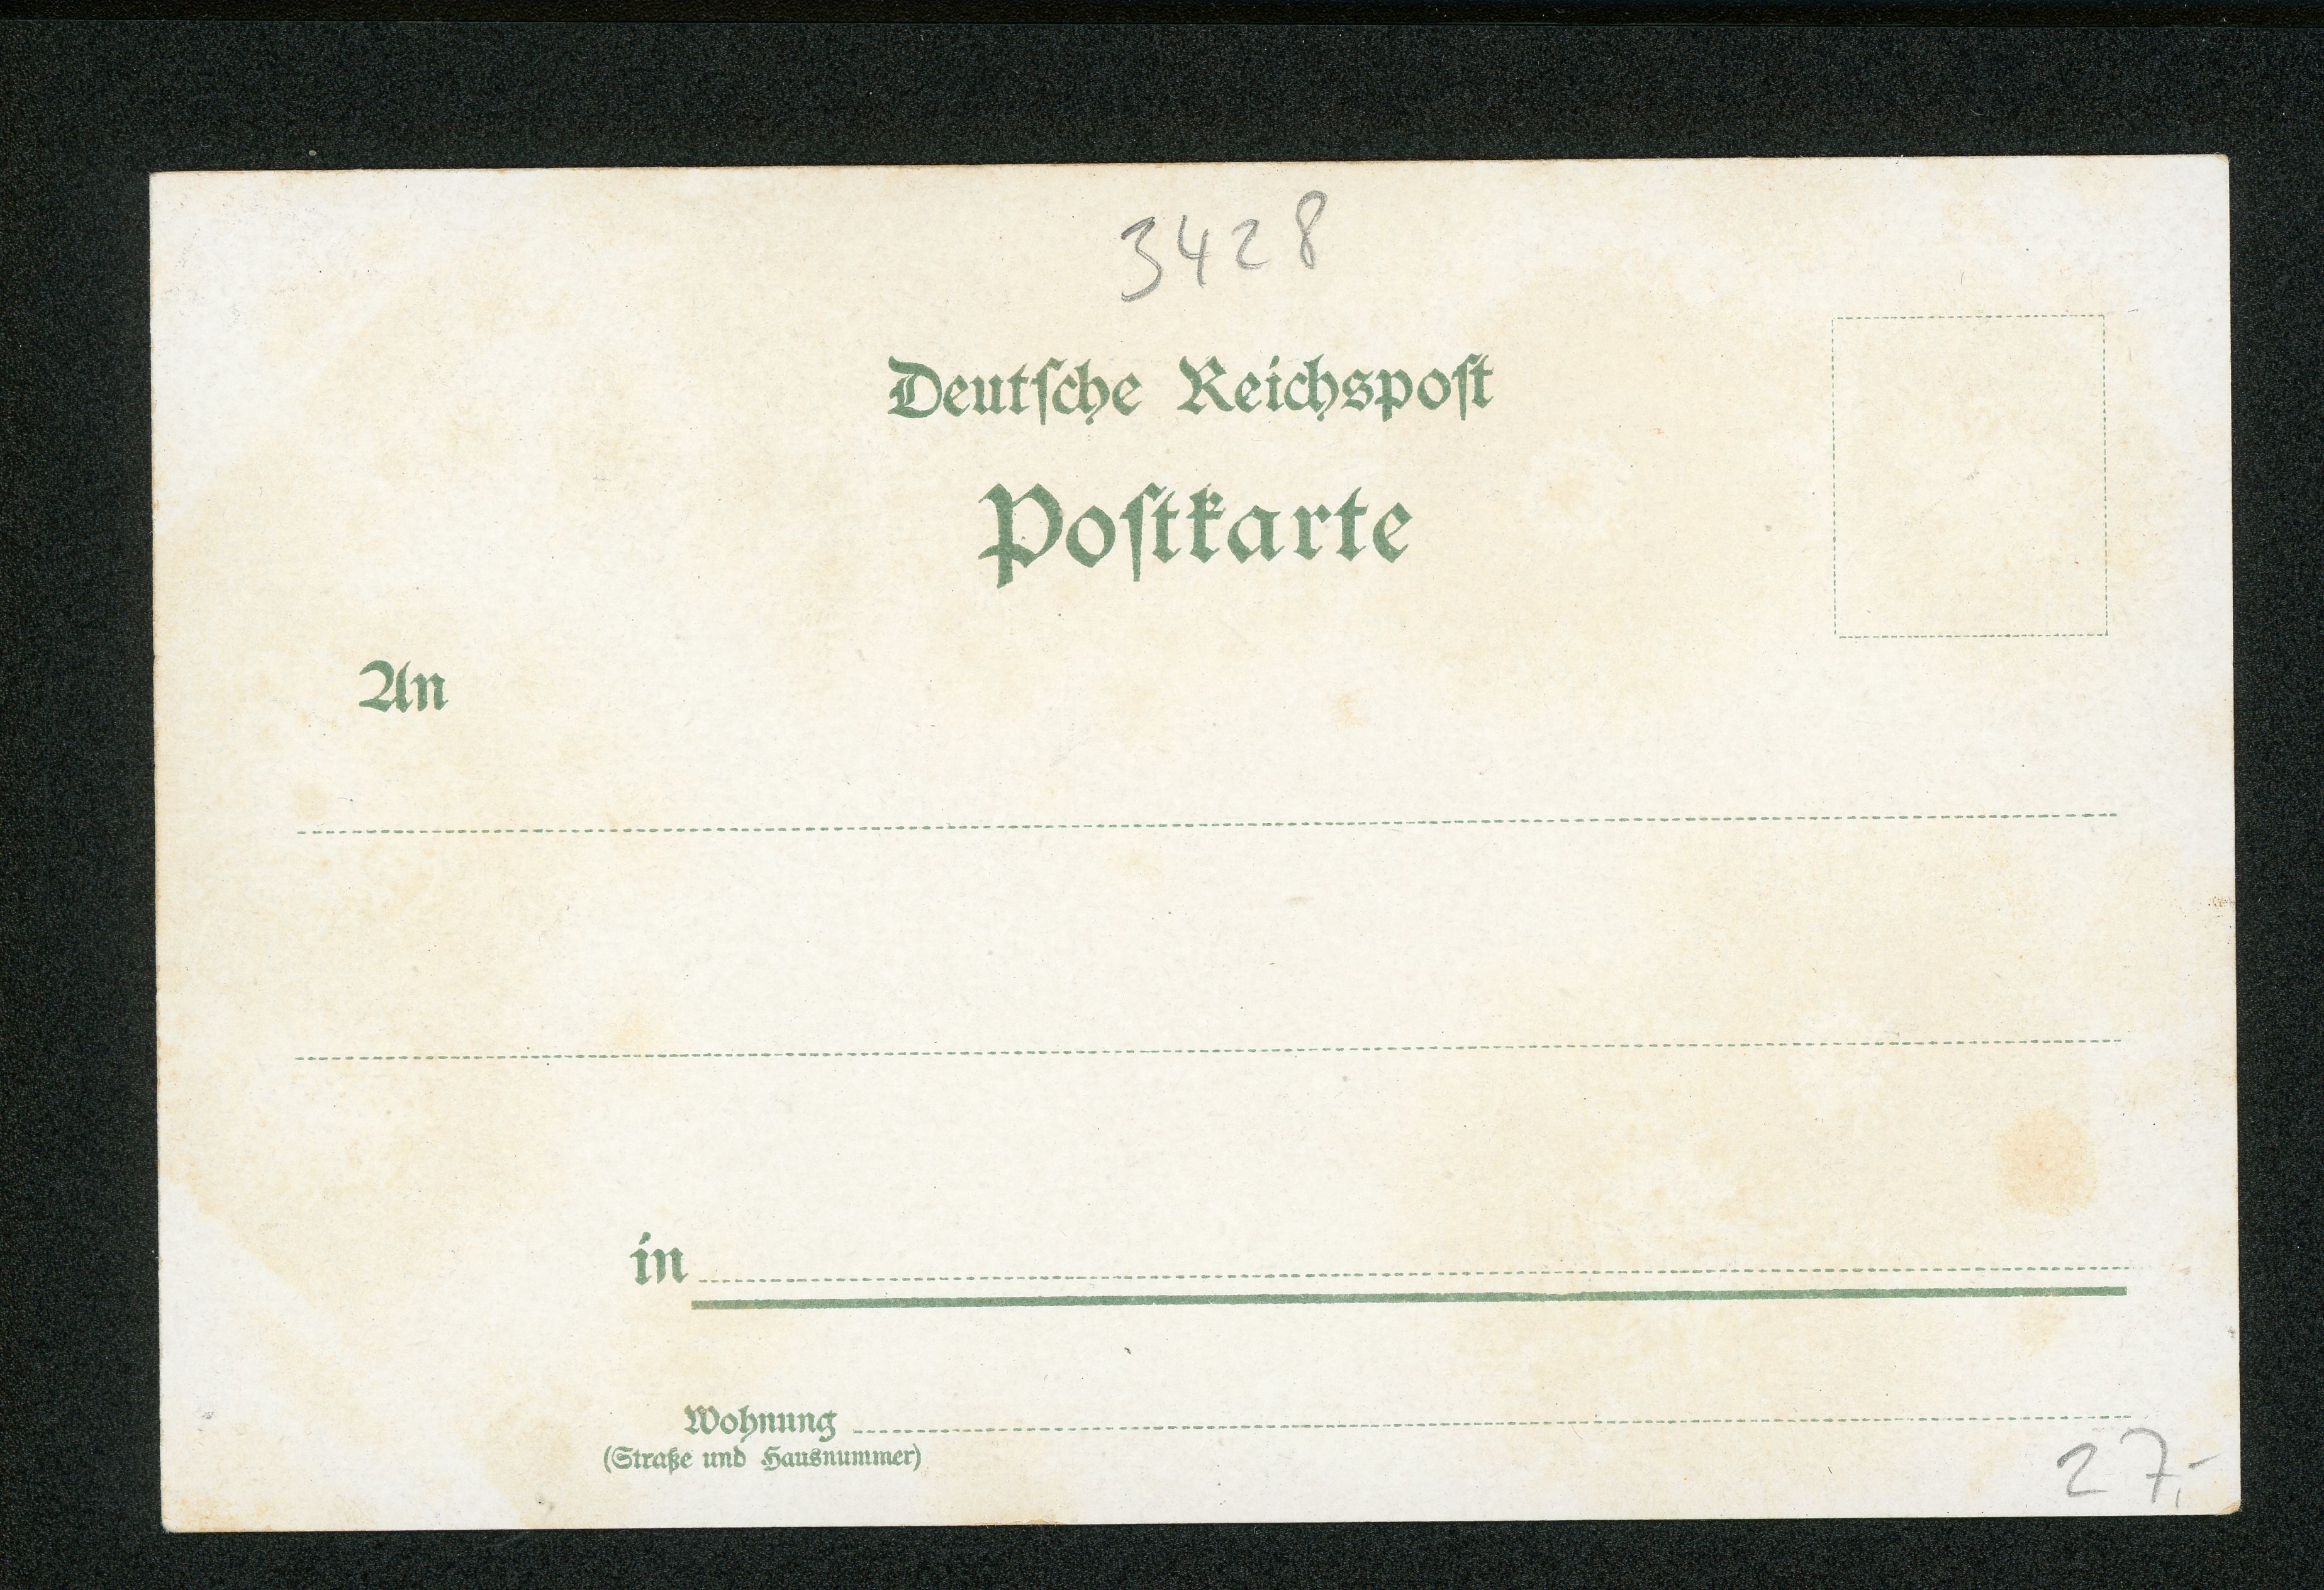 3428
Deutſche Reichspoſt
Poſtkarte
An
in
Wohnung
(Straße und Hausnummer)
27,-